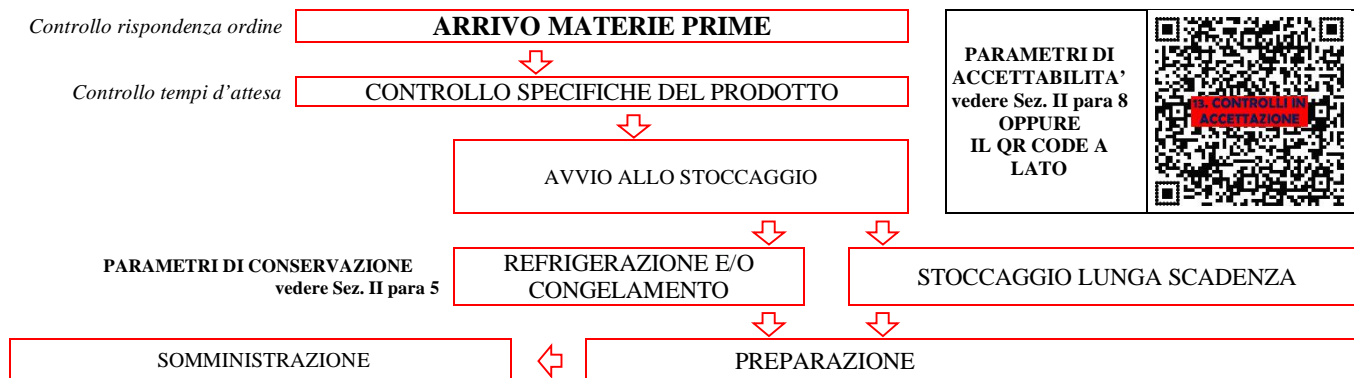 Controllo rispondenza ordine
ARRIVO MATERIE PRIME
PARAMETRI DI
ACCETTABILITA’
vedere Sez. II para 8
OPPURE
IL QR CODE A
LATO
13. CONTROLLI IN
ACCETTAZIONE
Controllo tempi d’attesa
CONTROLLO SPECIFICHE DEL PRODOTTO
AVVIO ALLO STOCCAGGIO
PARAMETRI DI CONSERVAZIONE
vedere Sez. II para 5
REFRIGERAZIONE E/O
CONGELAMENTO
STOCCAGGIO LUNGA SCADENZA
SOMMINISTRAZIONE
PREPARAZIONE